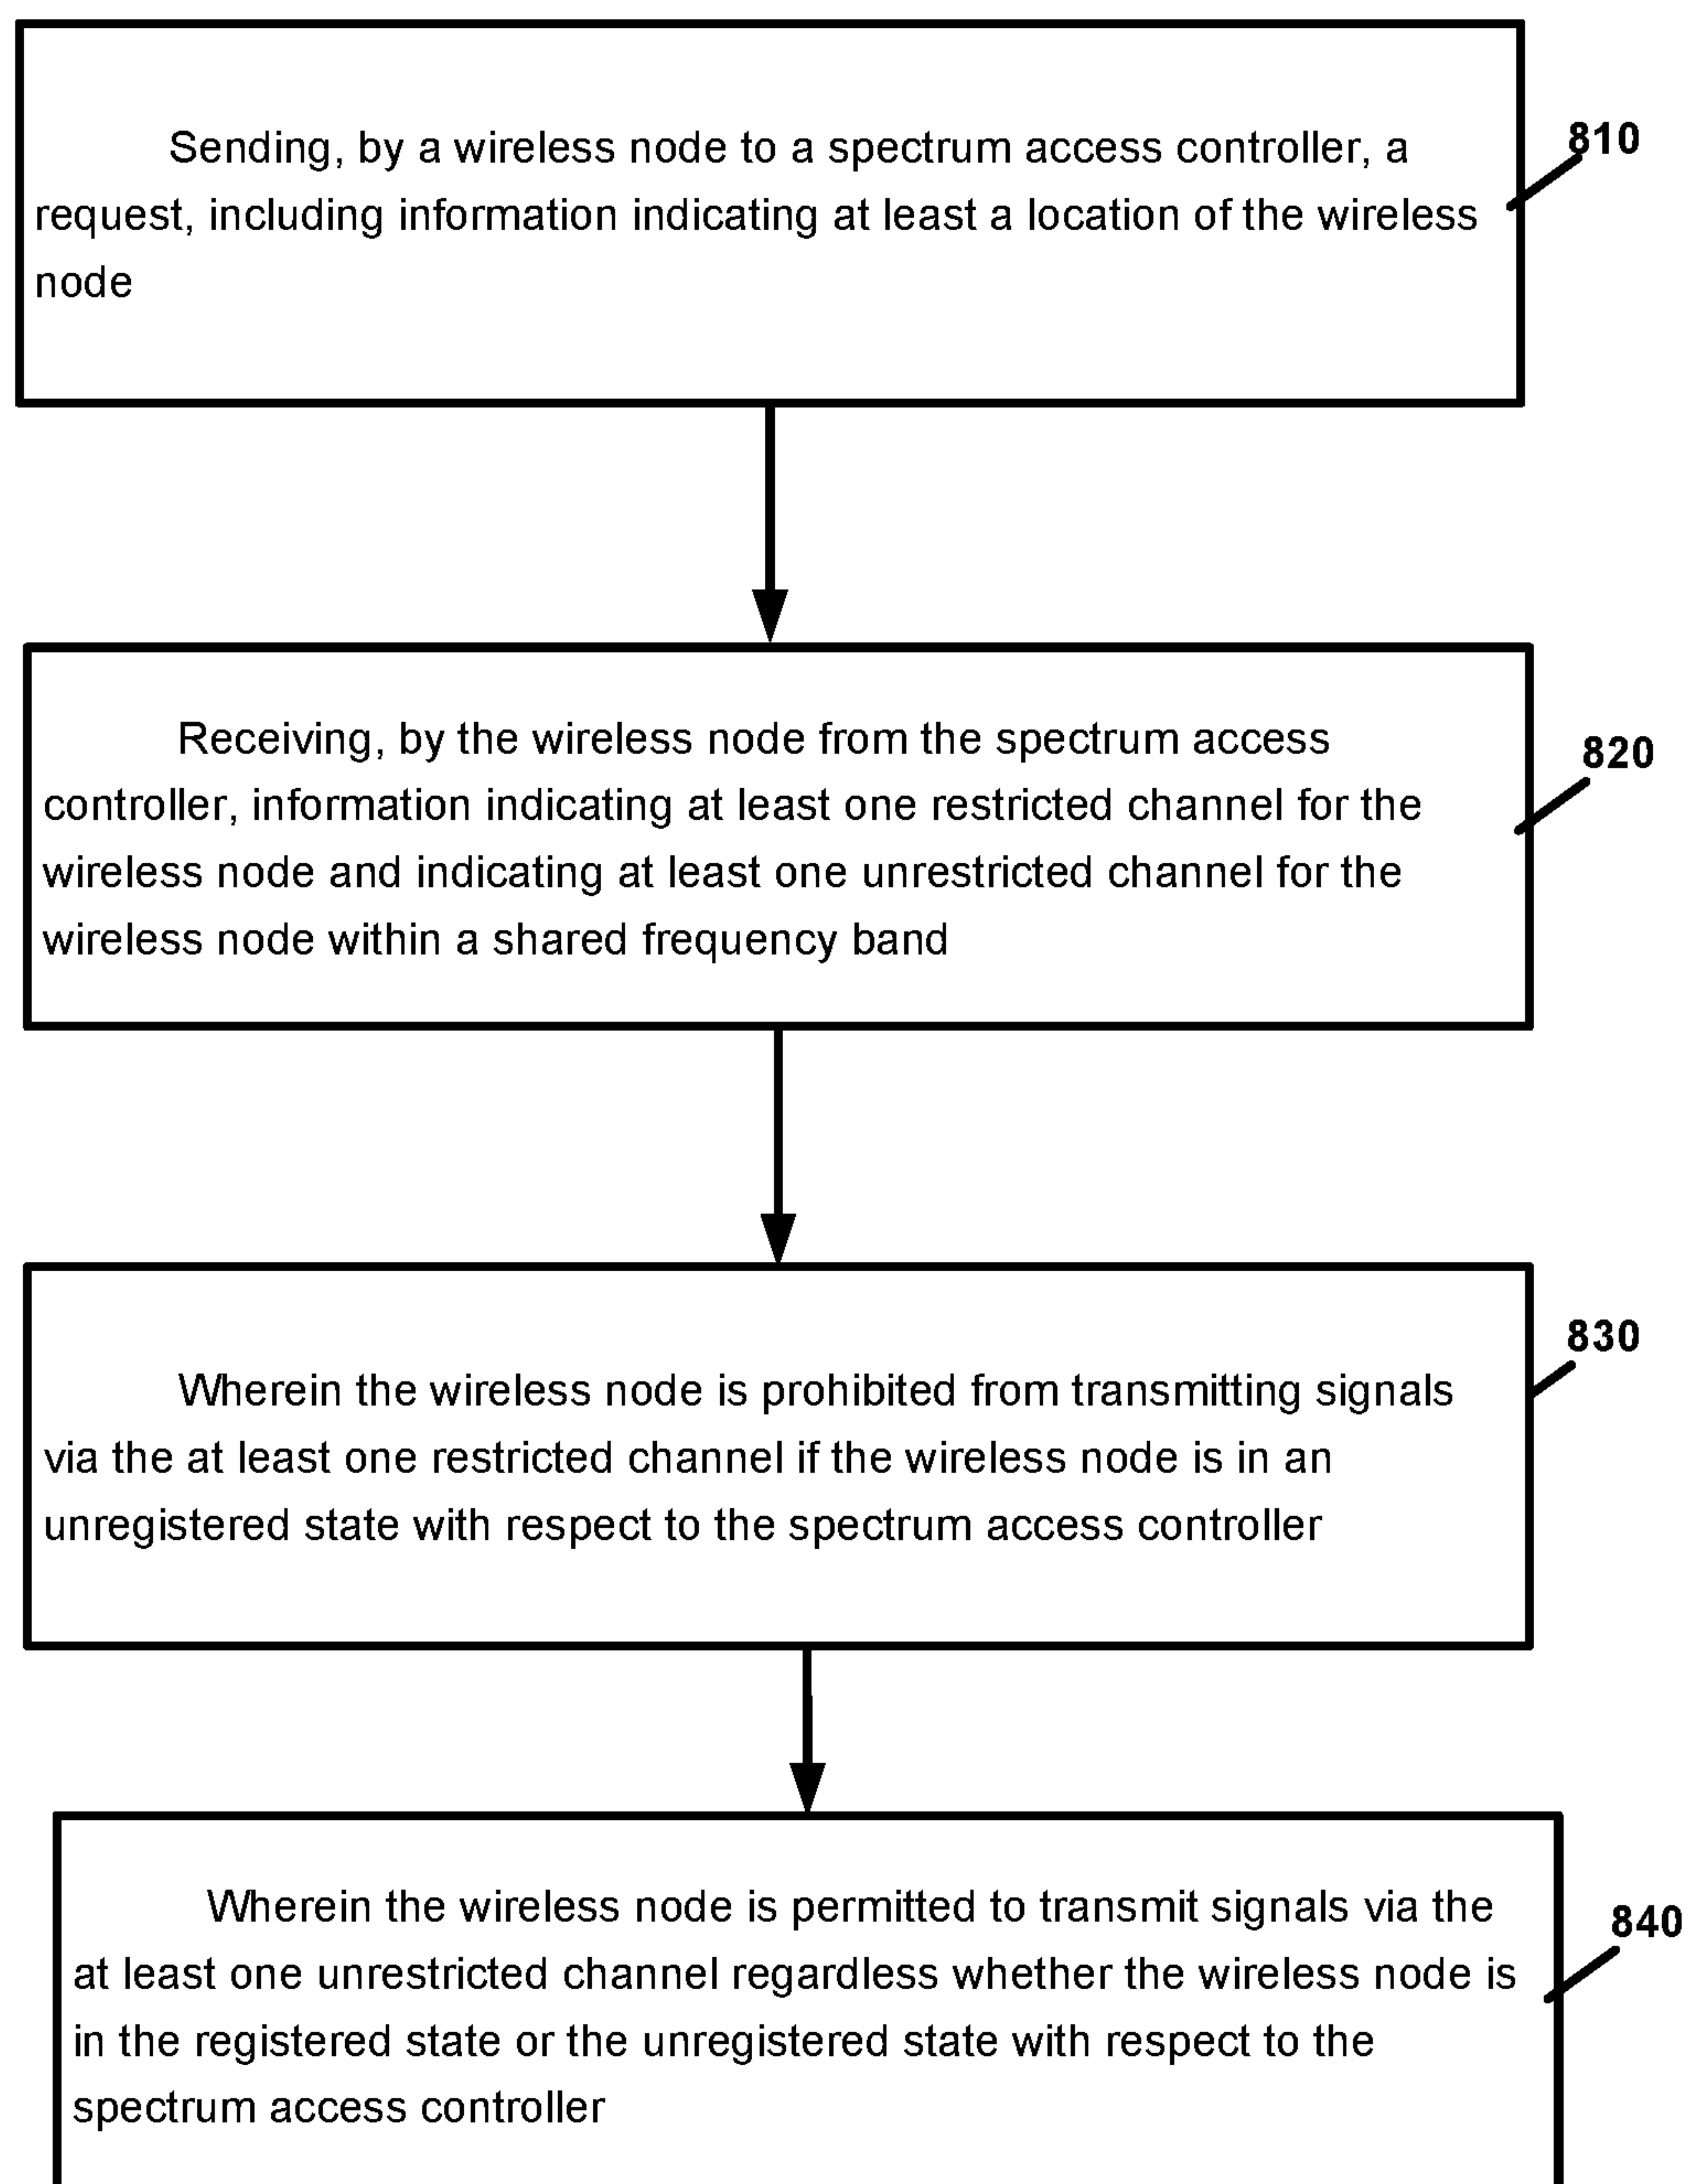 Sending, by a wireless node to a spectrum access controller, a
request, including information indicating at least a location of the wireless
node
810
Receiving, by the wireless node from the spectrum access
controller, information indicating at least one restricted channel for the
wireless node and indicating at least one unrestricted channel for the
wireless node within a shared frequency band
820
Wherein the wireless node is prohibited from transmitting signals
via the at least one restricted channel if the wireless node is in an
unregistered state with respect to the spectrum access controller
830
Wherein the wireless node is permitted to transmit signals via the
at least one unrestricted channel regardless whether the wireless node is
in the registered state or the unregistered state with respect to the
spectrum access controller
840